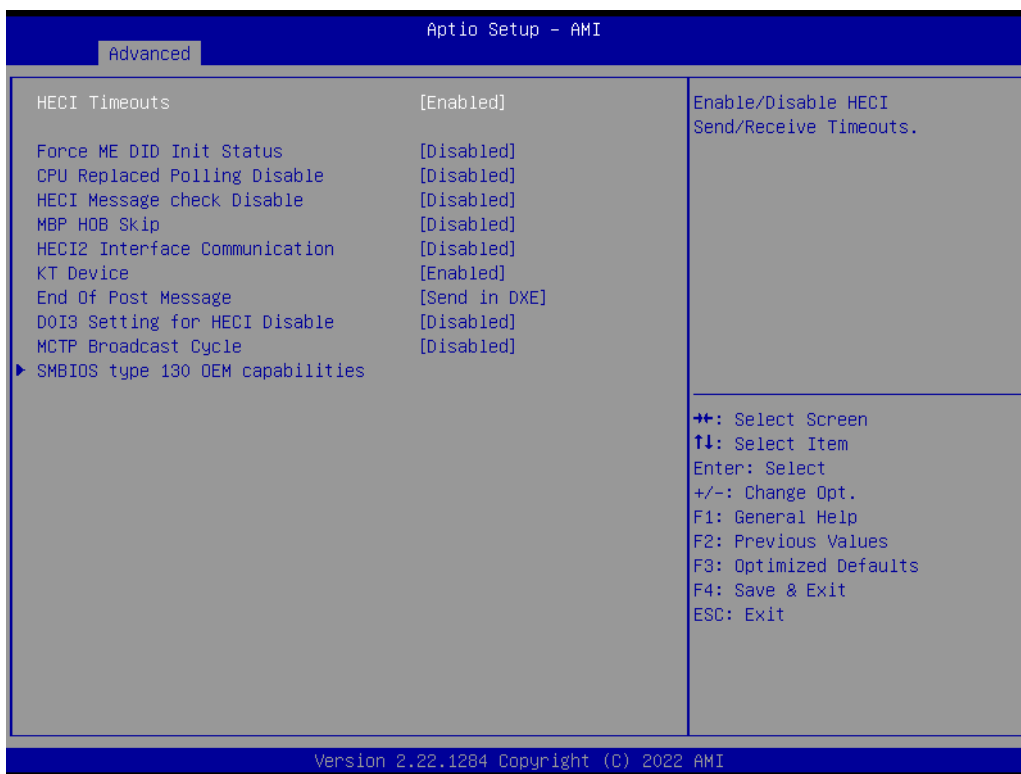 Aptio Setup – AMI
Advanced
HECI Timeouts [Enabled]
Force ME DID Init Status [Disabled]
CPU Replaced Polling Disable [Disabled]
HECI Message check Disable [Disabled]
MBP HOB Skip [Disabled]
HECI2 Interface Communication [Disabled]
KT Device [Enabled]
End Of Post Message [Send in DXE]
D0I3 Setting for HECI Disable [Disabled]
MCTP Broadcast Cycle [Disabled]
SMBIOS type 130 OEM capabilities
Enable/Disable HECI
Send/Receive Timeouts.
→←: Select Screen
↑↓: Select Item
Enter: Select
+/-: Change Opt.
F1: General Help
F2: Previous Values
F3: Optimized Defaults
F4: Save & Exit
ESC: Exit
Version 2.22.1284 Copyright (C) 2022 AMI